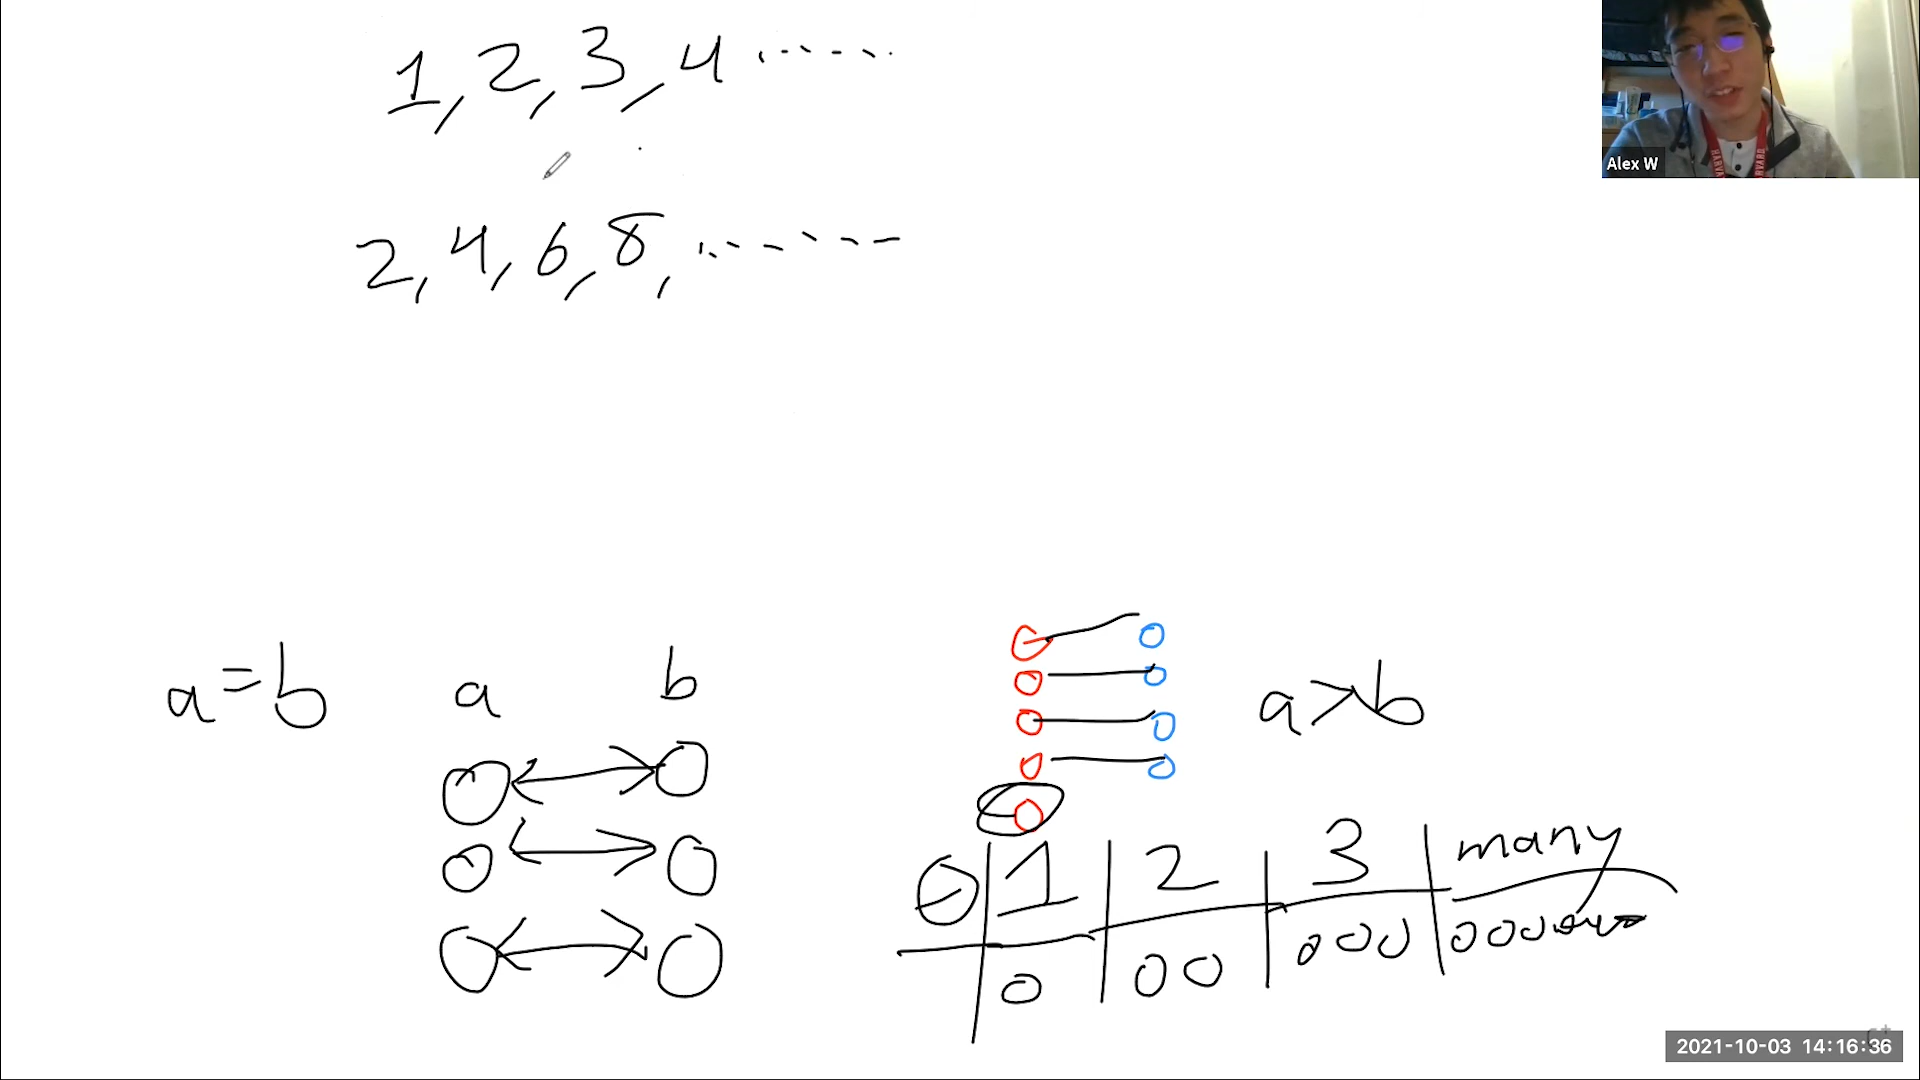 1, 2, 3, 4 ......
Alex W
HARVARD
2, 4, 6, 8, ......
a = b
a b
a > b
0 1 2 3 many
2021-10-03 14:16:36